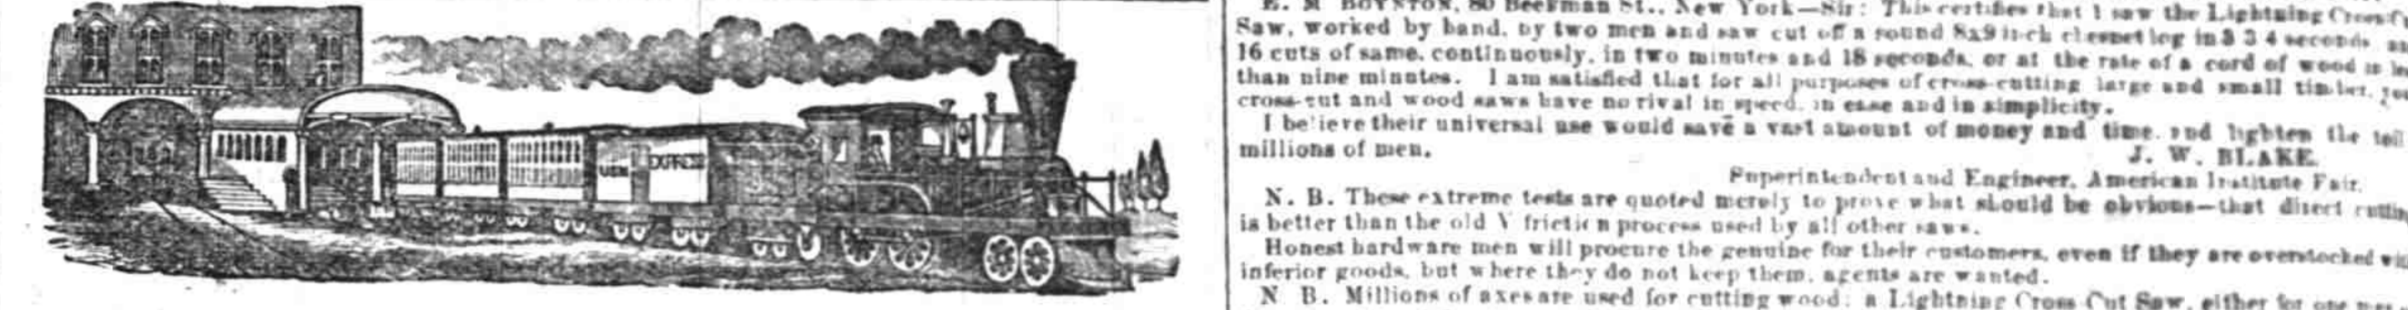 EXPRESS
E. M BOYNTON, 80 Beekman St., New York—Sir: This certifies that I saw the Lightning Cross-C
Saw, worked by hand, by two men and saw cut off a sound 8x9 inch chesnet log in 3 3 4 seconds
16 cuts of same, continuously, in two minutes and 18 seconds, or at the rate of a cord of wood in
than nine minutes. I am satisfied that for all purposes of cross-cutting large and small timber,
cross-cut and wood saws have no rival in speed, in ease and in simplicity.
I believe their universal use would save a vast amount of money and time, and lighten the
millions of men.
J. W. BLAKE,
Superintendent and Engineer, American Institute Fair.
N. B. These extreme tests are quoted merely to prove what should be obvious—that direct
is better than the old V friction process used by all other saws.
Honest hardware men will procure the genuine for their customers, even if they are overstocked
inferior goods, but where they do not keep them, agents are wanted.
N B. Millions of axes are used for cutting wood; a Lightning Cross Cut Saw, either for one